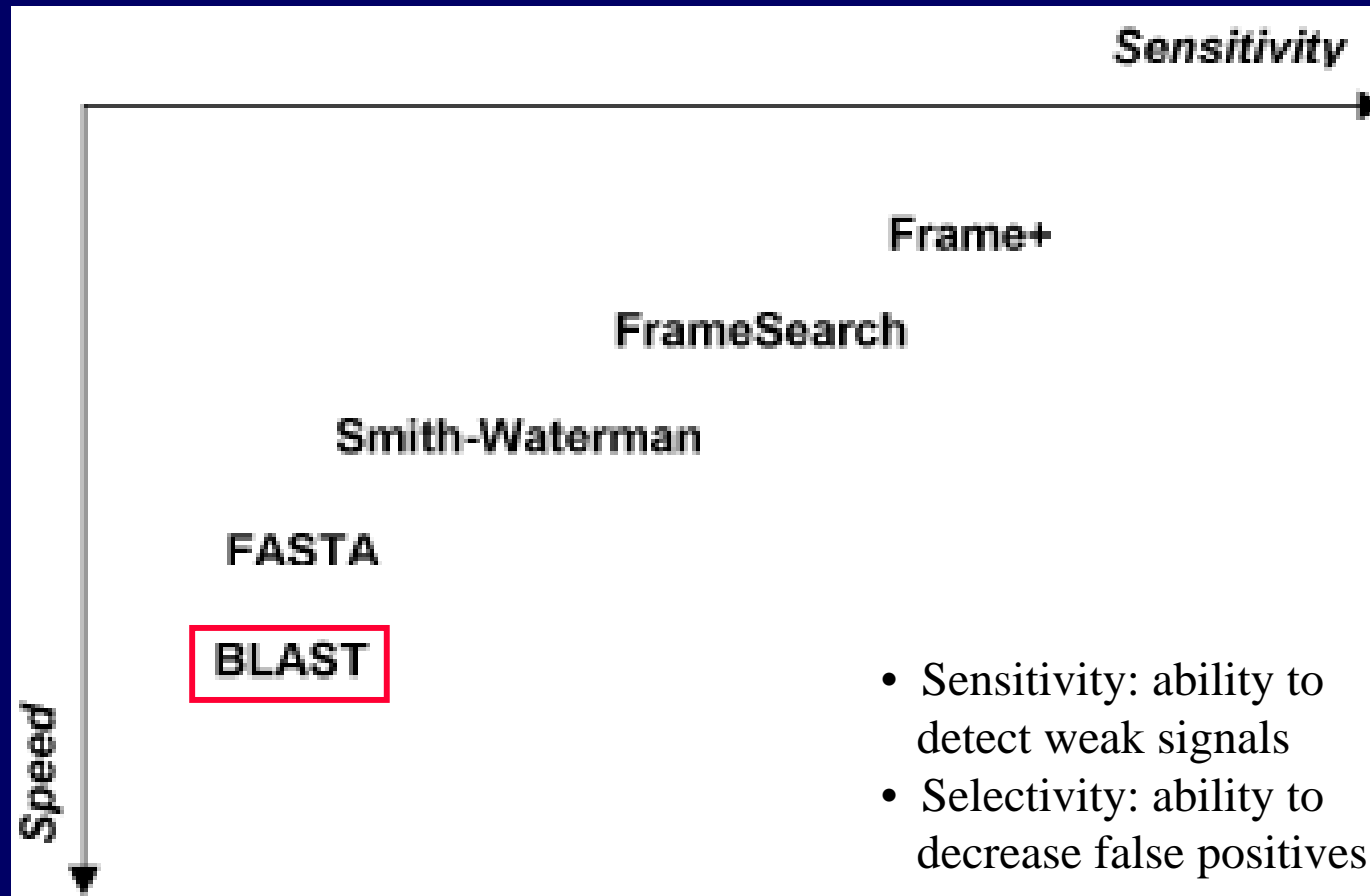 Sensitivity
Frame+
FrameSearch
Smith-Waterman
FASTA
BLAST
Speed
• Sensitivity: ability to
detect weak signals
• Selectivity: ability to
decrease false positives